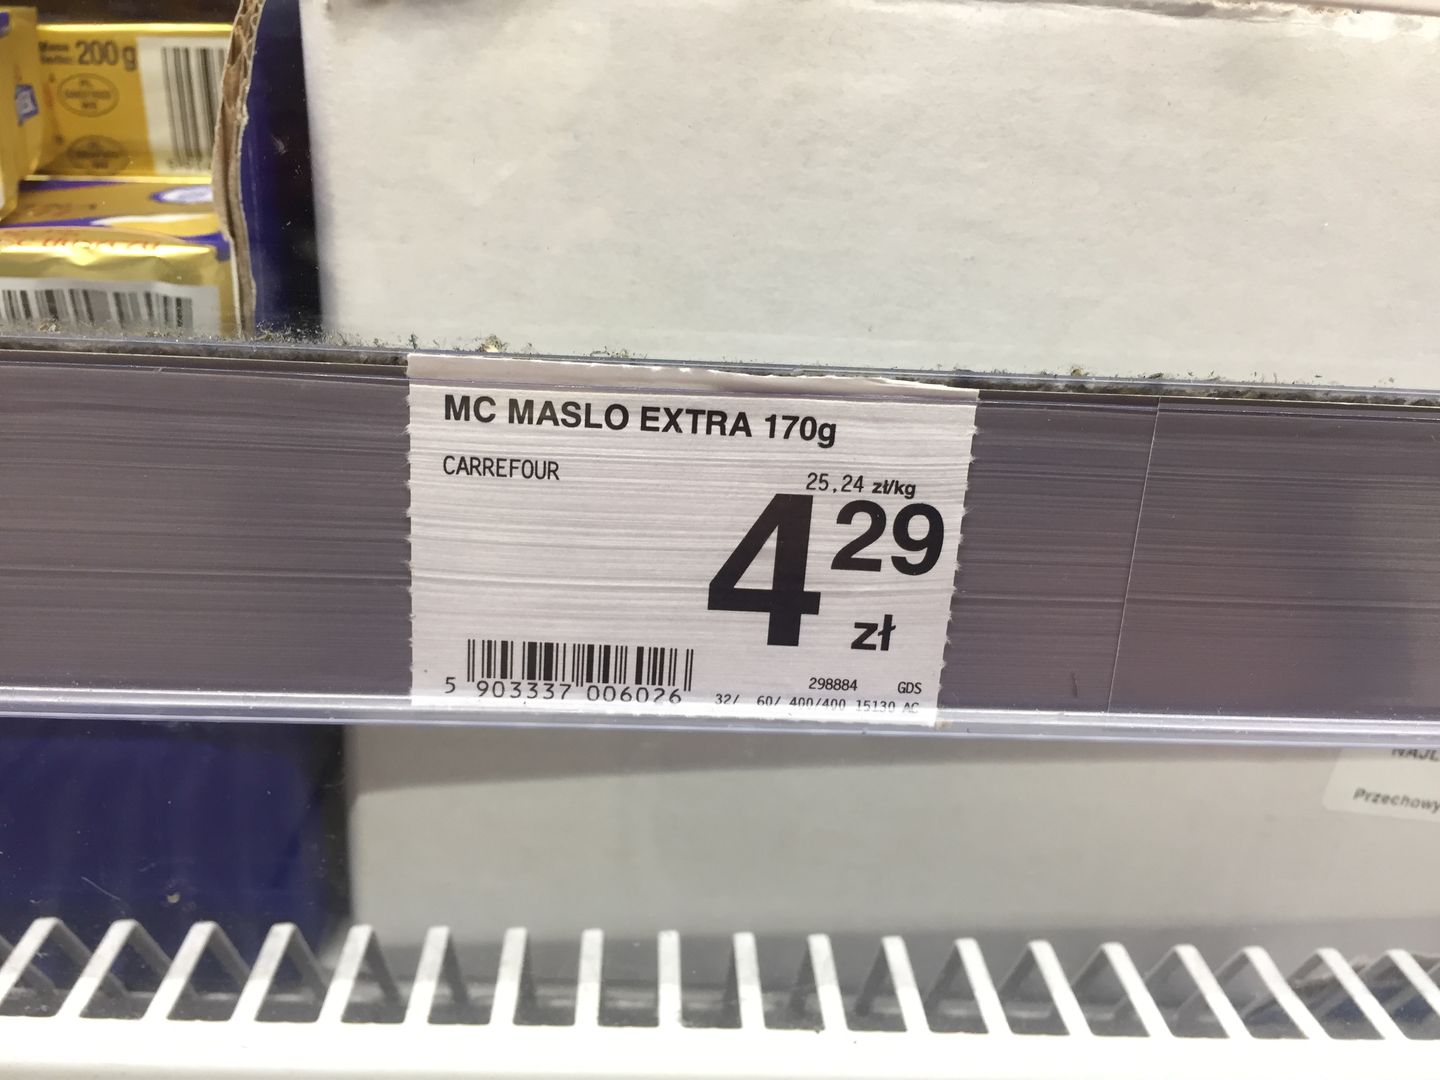 200g
MC MASLO EXTRA 170g
CARREFOUR
25,24 zł/kg
4 29
zł
5 903337 006026
298884 GDS
32/ 60/ 400/400 15130 AC
Przechowy